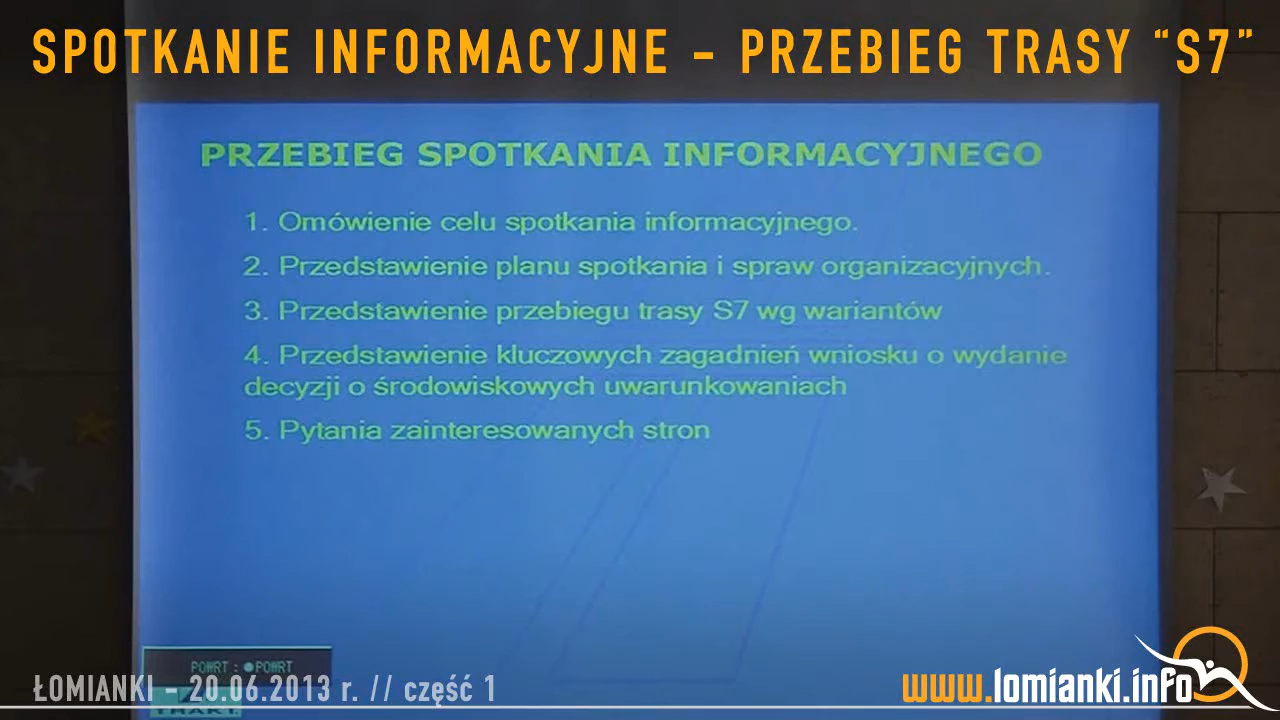 SPOTKANIE INFORMACYJNE - PRZEBIEG TRASY “S7”
PRZEBIEG SPOTKANIA INFORMACYJNEGO
1. Omówienie celu spotkania informacyjnego.
2. Przedstawienie planu spotkania i spraw organizacyjnych.
3. Przedstawienie przebiegu trasy S7 wg wariantów
4. Przedstawienie kluczowych zagadnień wniosku o wydanie
decyzji o środowiskowych uwarunkowaniach
5. Pytania zainteresowanych stron
POWRT : POWRT
ŁOMIANKI - 20.06.2013 r. // część 1
www.lomianki.info